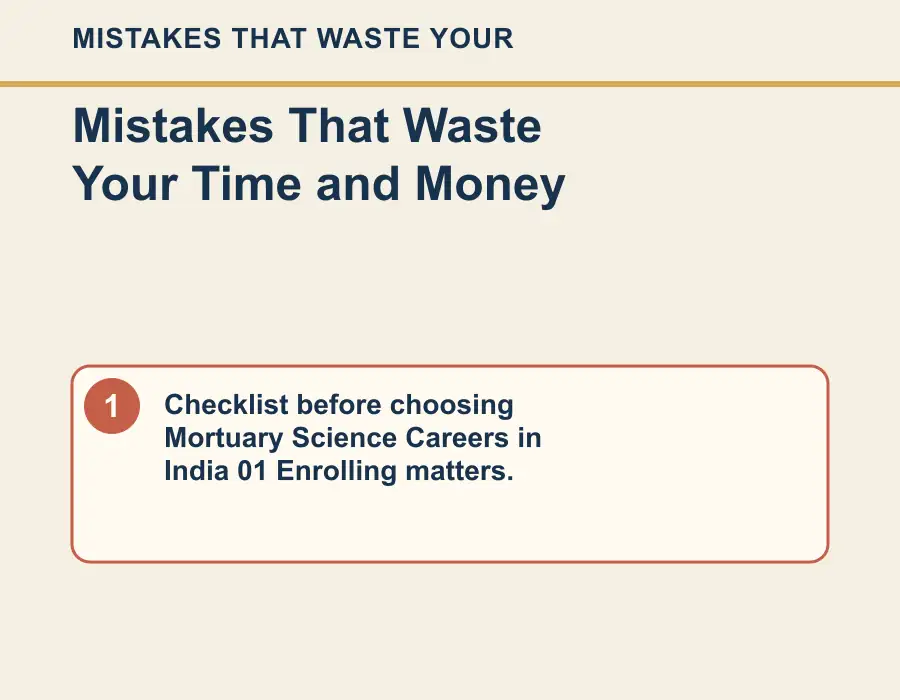 MISTAKES THAT WASTE YOUR
Mistakes That Waste
Your Time and Money
1
Checklist before choosing
Mortuary Science Careers in
India 01 Enrolling matters.